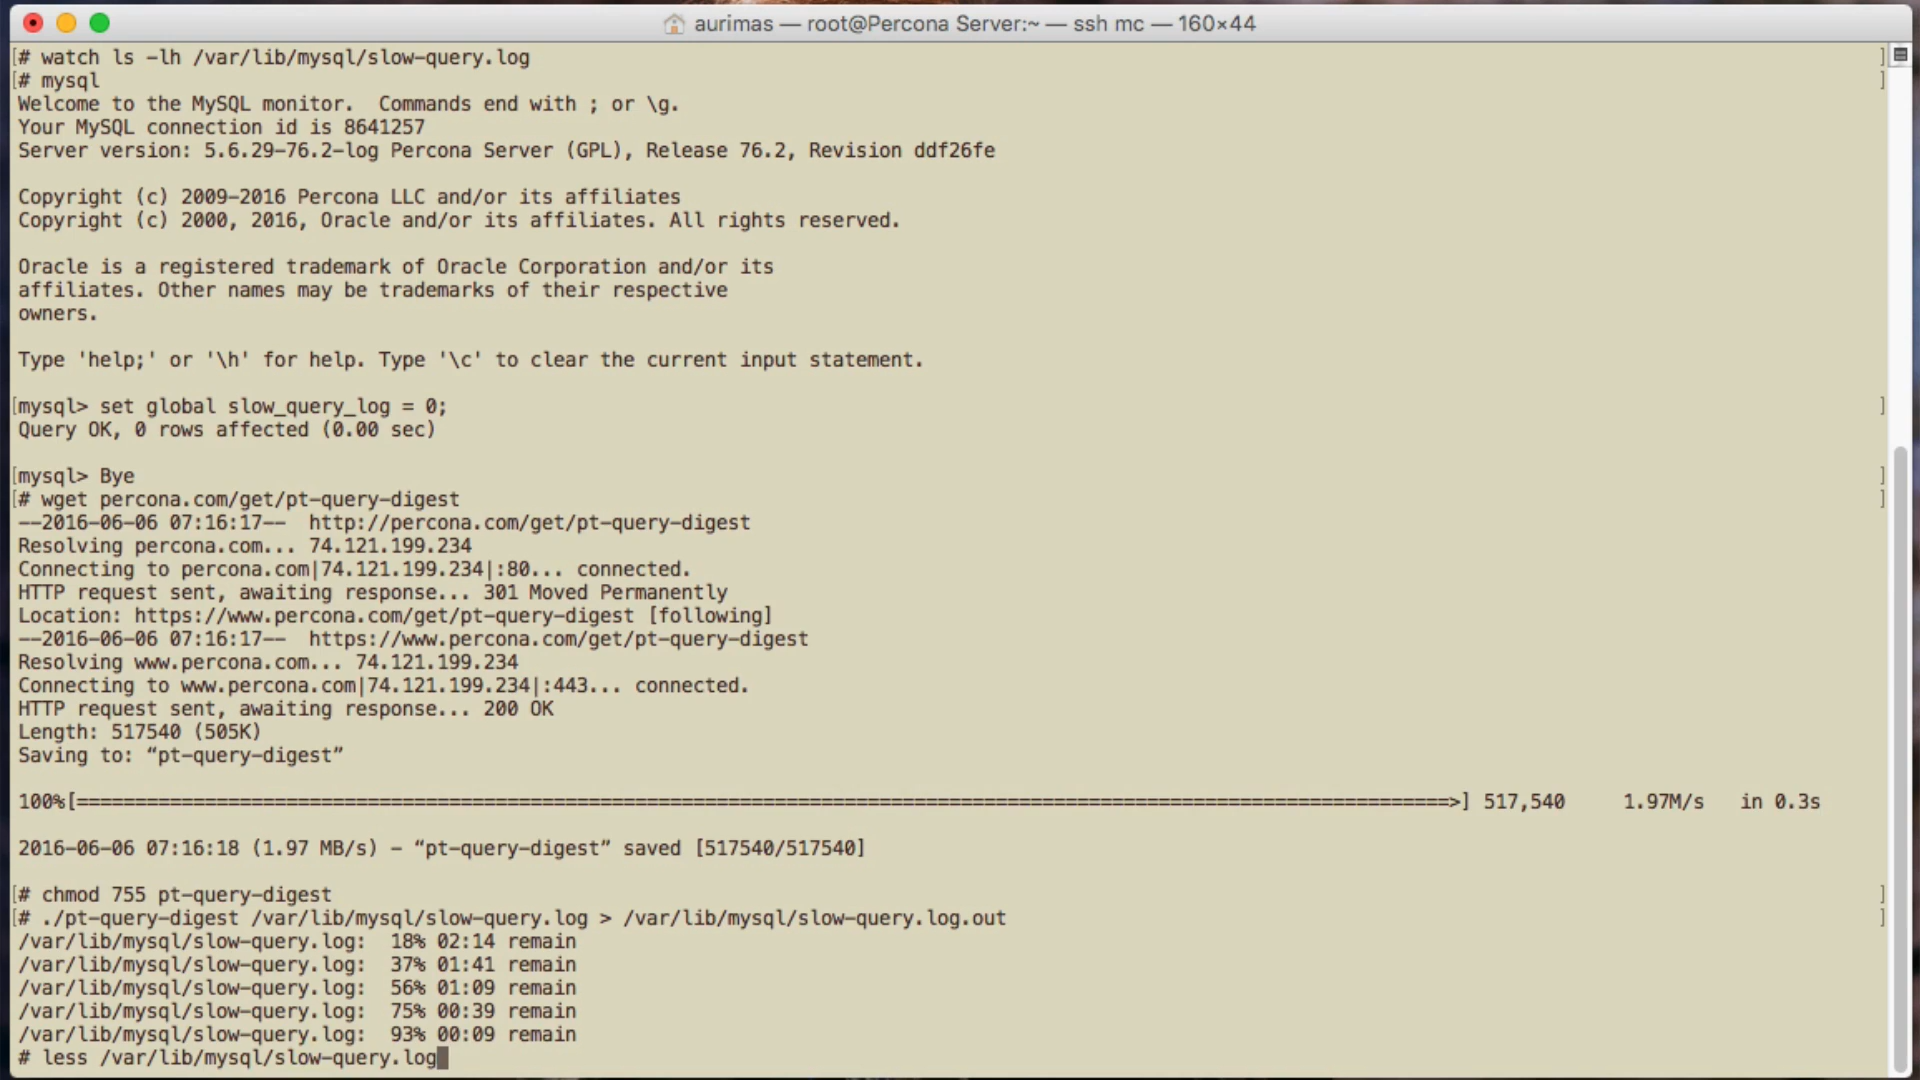 aurimas — root@Percona Server:~ — ssh mc — 160×44
[# watch ls -lh /var/lib/mysql/slow-query.log ]
[# mysql ]
Welcome to the MySQL monitor.  Commands end with ; or \g.
Your MySQL connection id is 8641257
Server version: 5.6.29-76.2-log Percona Server (GPL), Release 76.2, Revision ddf26fe
Copyright (c) 2009-2016 Percona LLC and/or its affiliates
Copyright (c) 2000, 2016, Oracle and/or its affiliates. All rights reserved.
Oracle is a registered trademark of Oracle Corporation and/or its
affiliates. Other names may be trademarks of their respective
owners.
Type 'help;' or '\h' for help. Type '\c' to clear the current input statement.
[mysql> set global slow_query_log = 0; ]
Query OK, 0 rows affected (0.00 sec)
[mysql> Bye ]
[# wget percona.com/get/pt-query-digest ]
--2016-06-06 07:16:17--  http://percona.com/get/pt-query-digest
Resolving percona.com... 74.121.199.234
Connecting to percona.com|74.121.199.234|:80... connected.
HTTP request sent, awaiting response... 301 Moved Permanently
Location: https://www.percona.com/get/pt-query-digest [following]
--2016-06-06 07:16:17--  https://www.percona.com/get/pt-query-digest
Resolving www.percona.com... 74.121.199.234
Connecting to www.percona.com|74.121.199.234|:443... connected.
HTTP request sent, awaiting response... 200 OK
Length: 517540 (505K)
Saving to: “pt-query-digest”
100%[======================================================================================================================>] 517,540     1.97M/s   in 0.3s
2016-06-06 07:16:18 (1.97 MB/s) - “pt-query-digest” saved [517540/517540]
[# chmod 755 pt-query-digest ]
[# ./pt-query-digest /var/lib/mysql/slow-query.log > /var/lib/mysql/slow-query.log.out ]
/var/lib/mysql/slow-query.log:  18% 02:14 remain
/var/lib/mysql/slow-query.log:  37% 01:41 remain
/var/lib/mysql/slow-query.log:  56% 01:09 remain
/var/lib/mysql/slow-query.log:  75% 00:39 remain
/var/lib/mysql/slow-query.log:  93% 00:09 remain
# less /var/lib/mysql/slow-query.log